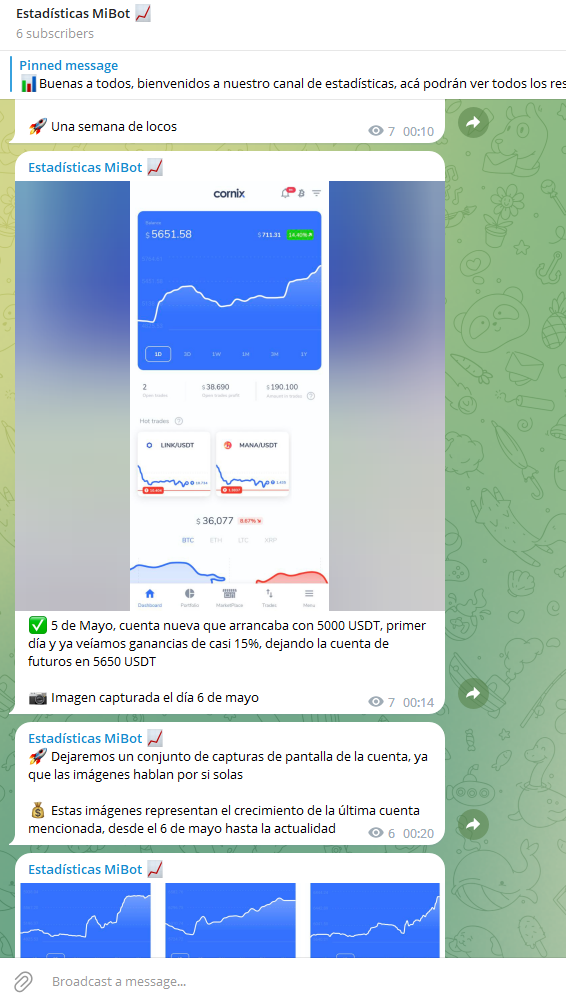 Estadísticas MiBot 📈
6 subscribers
Pinned message
📊Buenas a todos, bienvenidos a nuestro canal de estadísticas, acá podrán ver todos los res
🚀 Una semana de locos
7 00:10
Estadísticas MiBot 📈
cornix
Balance
$5651.58
$711.31 14.40%
1D 3D 1W 1M 3M 1Y
2 $38.690 $190.100
Open trades Open trades profit Amount in trades
Hot trades
LINK/USDT MANA/USDT
$36,077 8.67%
BTC ETH LTC XRP
Dashboard Portfolio MarketPlace Trades Menu
✅ 5 de Mayo, cuenta nueva que arrancaba con 5000 USDT, primer
día y ya veíamos ganancias de casi 15%, dejando la cuenta de
futuros en 5650 USDT
📷 Imagen capturada el día 6 de mayo
7 00:14
Estadísticas MiBot 📈
🚀 Dejaremos un conjunto de capturas de pantalla de la cuenta, ya
que las imágenes hablan por si solas
💰 Estas imágenes representan el crecimiento de la última cuenta
mencionada, desde el 6 de mayo hasta la actualidad
6 00:20
Estadísticas MiBot 📈
Broadcast a message...